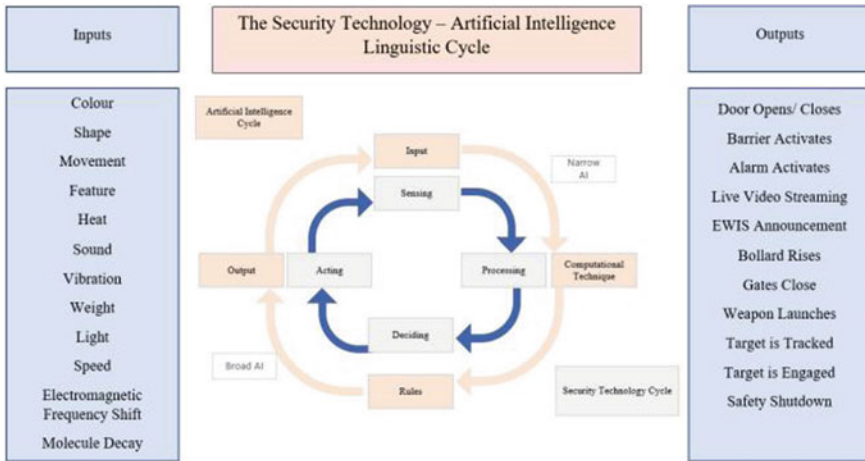 Inputs
The Security Technology – Artificial Intelligence
Linguistic Cycle
Outputs
Colour
Shape
Movement
Feature
Heat
Sound
Vibration
Weight
Light
Speed
Electromagnetic
Frequency Shift
Molecule Decay
Artificial Intelligence
Cycle
Input
Narrow
AI
Sensing
Output
Acting
Processing
Computational
Technique
Deciding
Broad AI
Rules
Security Technology Cycle
Door Opens/ Closes
Barrier Activates
Alarm Activates
Live Video Streaming
EWIS Announcement
Bollard Rises
Gates Close
Weapon Launches
Target is Tracked
Target is Engaged
Safety Shutdown